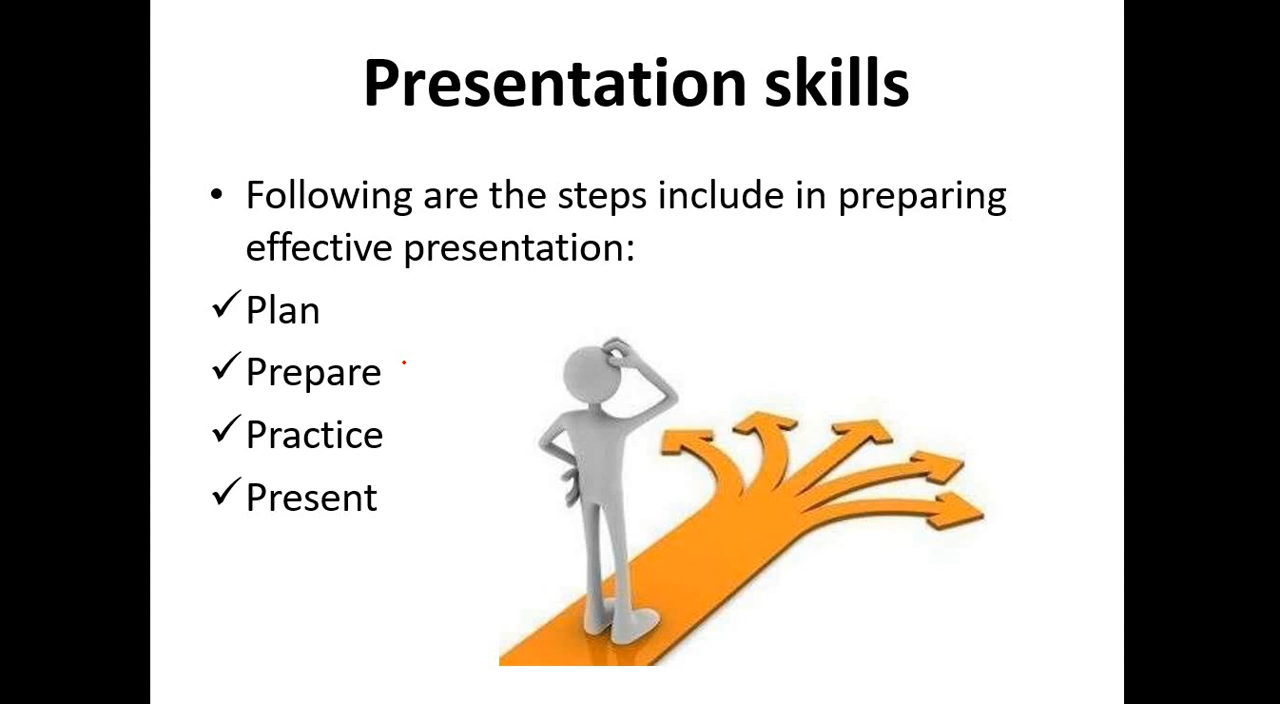 Presentation skills
• Following are the steps include in preparing
effective presentation:
✓Plan
✓Prepare
✓Practice
✓Present